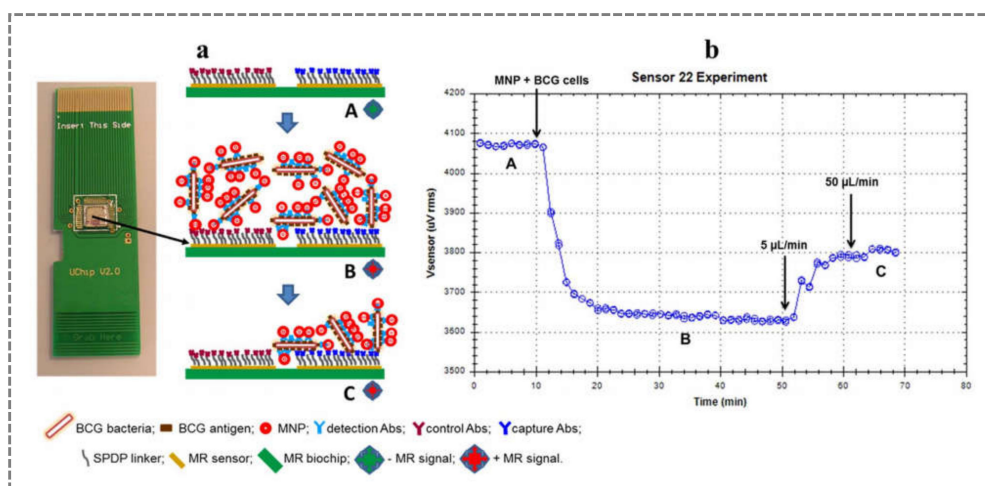 a
b
Insert This Side
UChip V2.0
A
B
C
MNP + BCG cells
Sensor 22 Experiment
Vsensor (uV rms)
4200
4100
4000
3900
3800
3700
3600
3500
A
B
C
5 µL/min
50 µL/min
0 10 20 30 40 50 60 70 80
Time (min)
BCG bacteria; BCG antigen; MNP; detection Abs; control Abs; capture Abs;
SPDP linker; MR sensor; MR biochip; - MR signal; + MR signal.